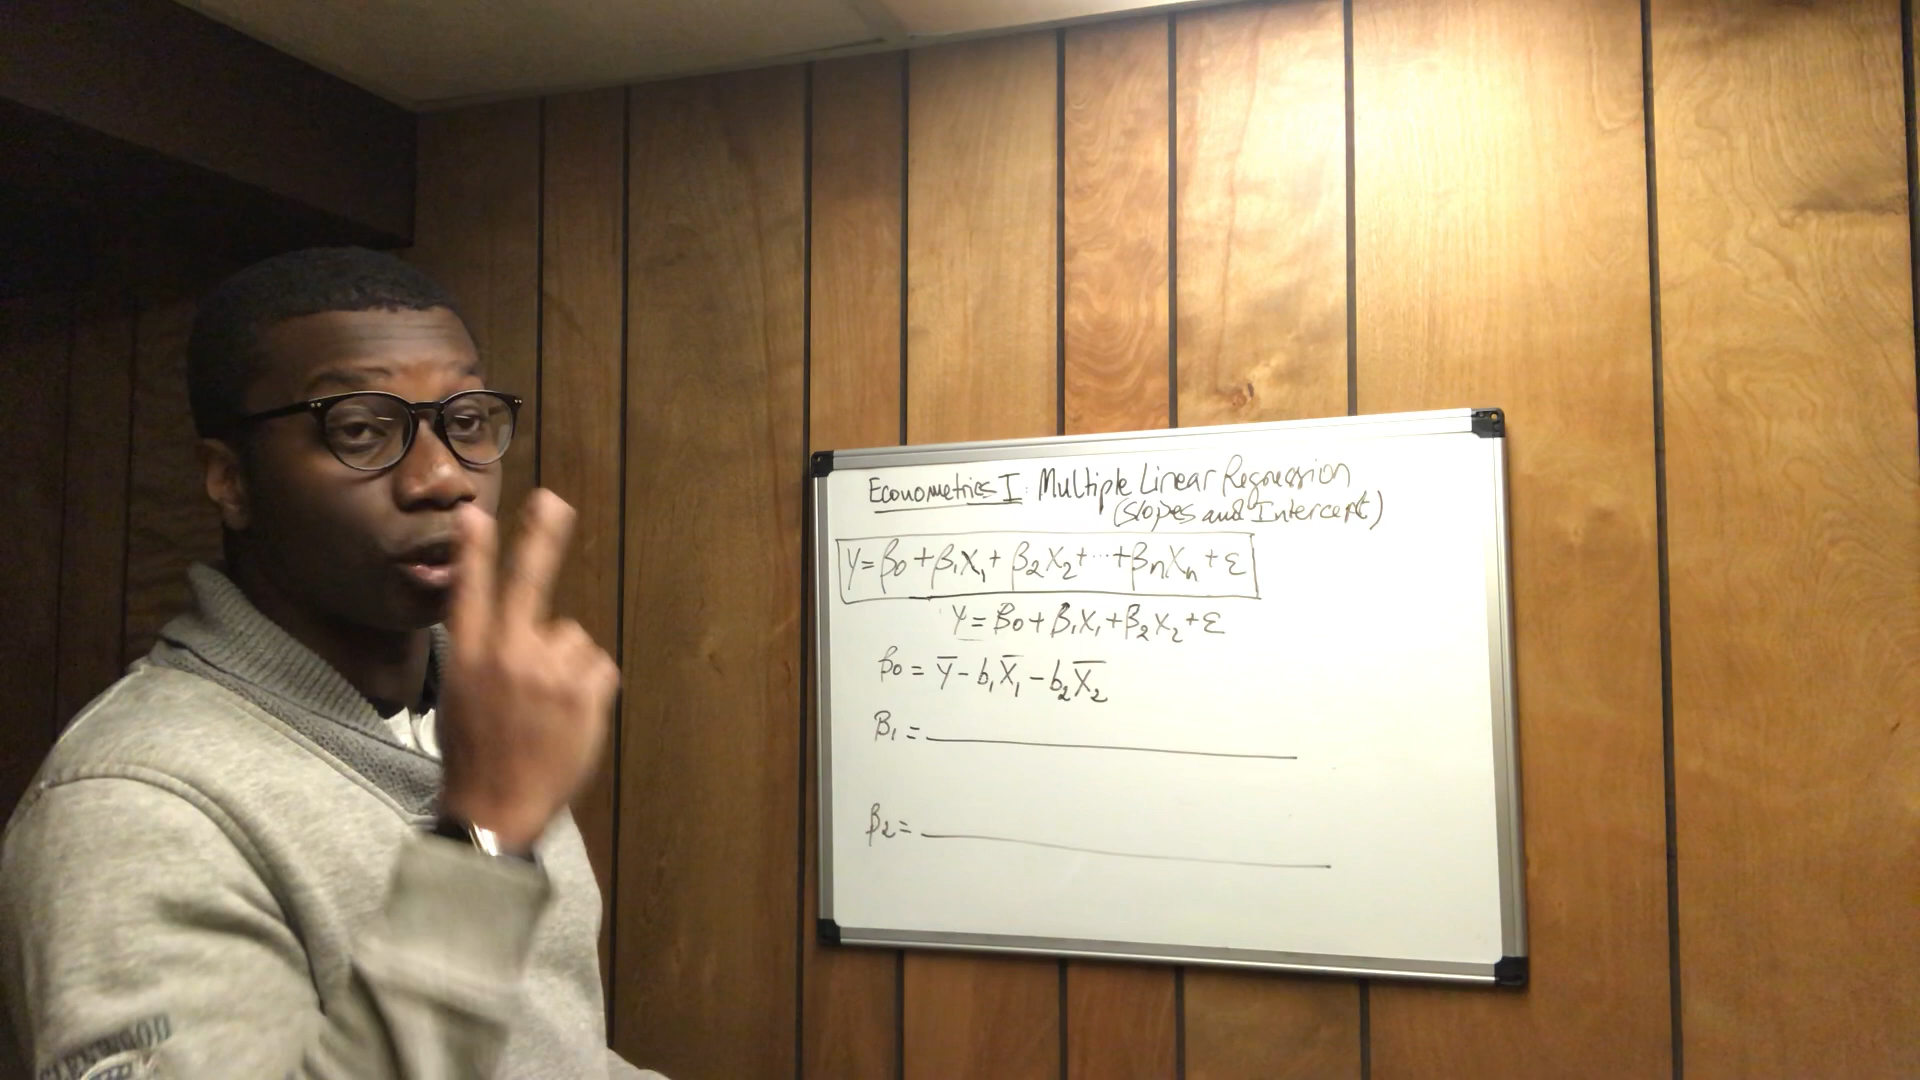 Econometrics I: Multiple Linear Regression
(Slopes and Intercept)
Y = β0 + β1X1 + β2X2 + ... + βnXn + ε
Y = β0 + β1X1 + β2X2 + ε
β0 = Y̅ - b1X̅1 - b2X̅2
β1 =
β2 =